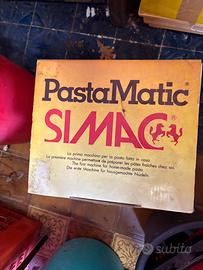 PastaMatic®
SIMAC®
La prima macchina per la pasta fatta in casa.
La première machine permettant de préparer les pâtes fraîches chez soi.
The first machine for home-made pasta.
Die erste Maschine für hausgemachte Nudeln.
subito